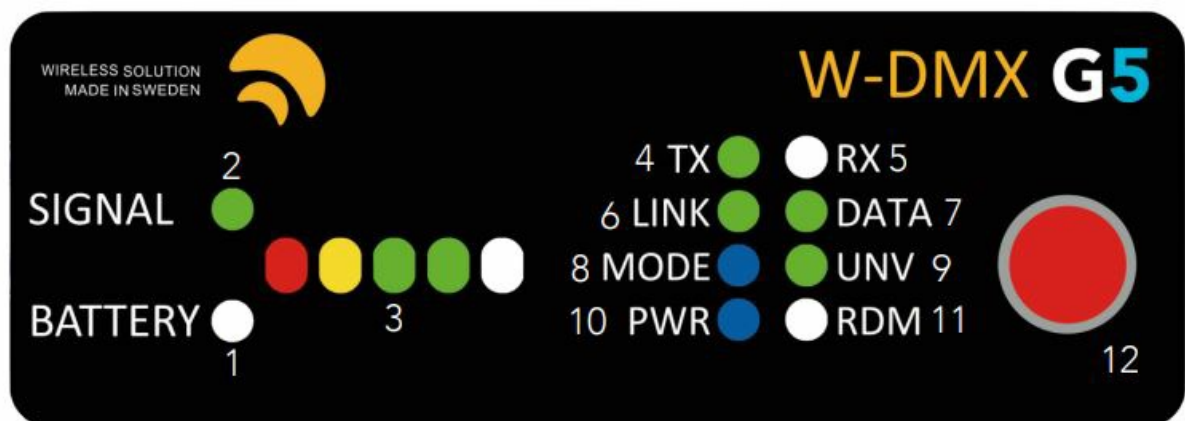 WIRELESS SOLUTION
MADE IN SWEDEN
W-DMX G5
2
SIGNAL
BATTERY
1
3
4 TX RX 5
6 LINK DATA 7
8 MODE UNV 9
10 PWR RDM 11
12